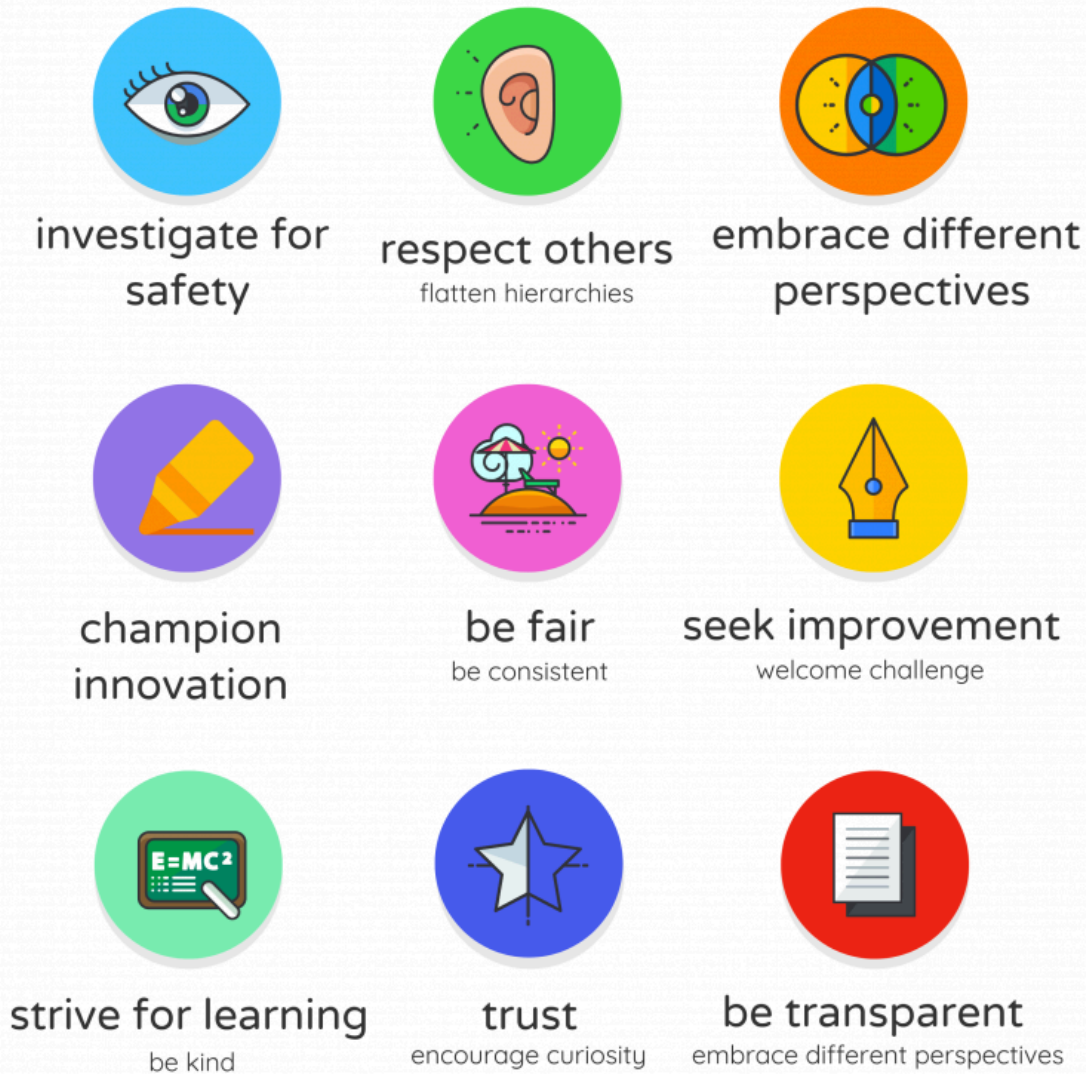 investigate for
safety
respect others
flatten hierarchies
embrace different
perspectives
champion
innovation
be fair
be consistent
seek improvement
welcome challenge
E=MC²
strive for learning
be kind
trust
encourage curiosity
be transparent
embrace different perspectives